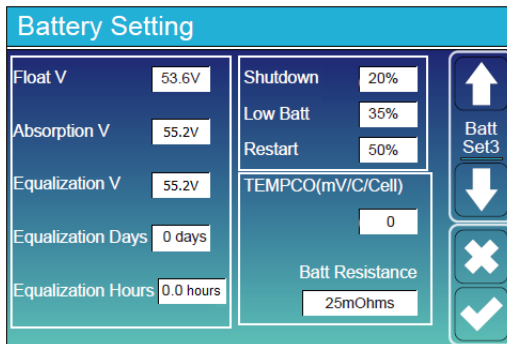 Battery Setting
Float V 53.6V
Absorption V 55.2V
Equalization V 55.2V
Equalization Days 0 days
Equalization Hours 0.0 hours
Shutdown 20%
Low Batt 35%
Restart 50%
TEMPCO(mV/C/Cell)
0
Batt Resistance
25mOhms
Batt
Set3